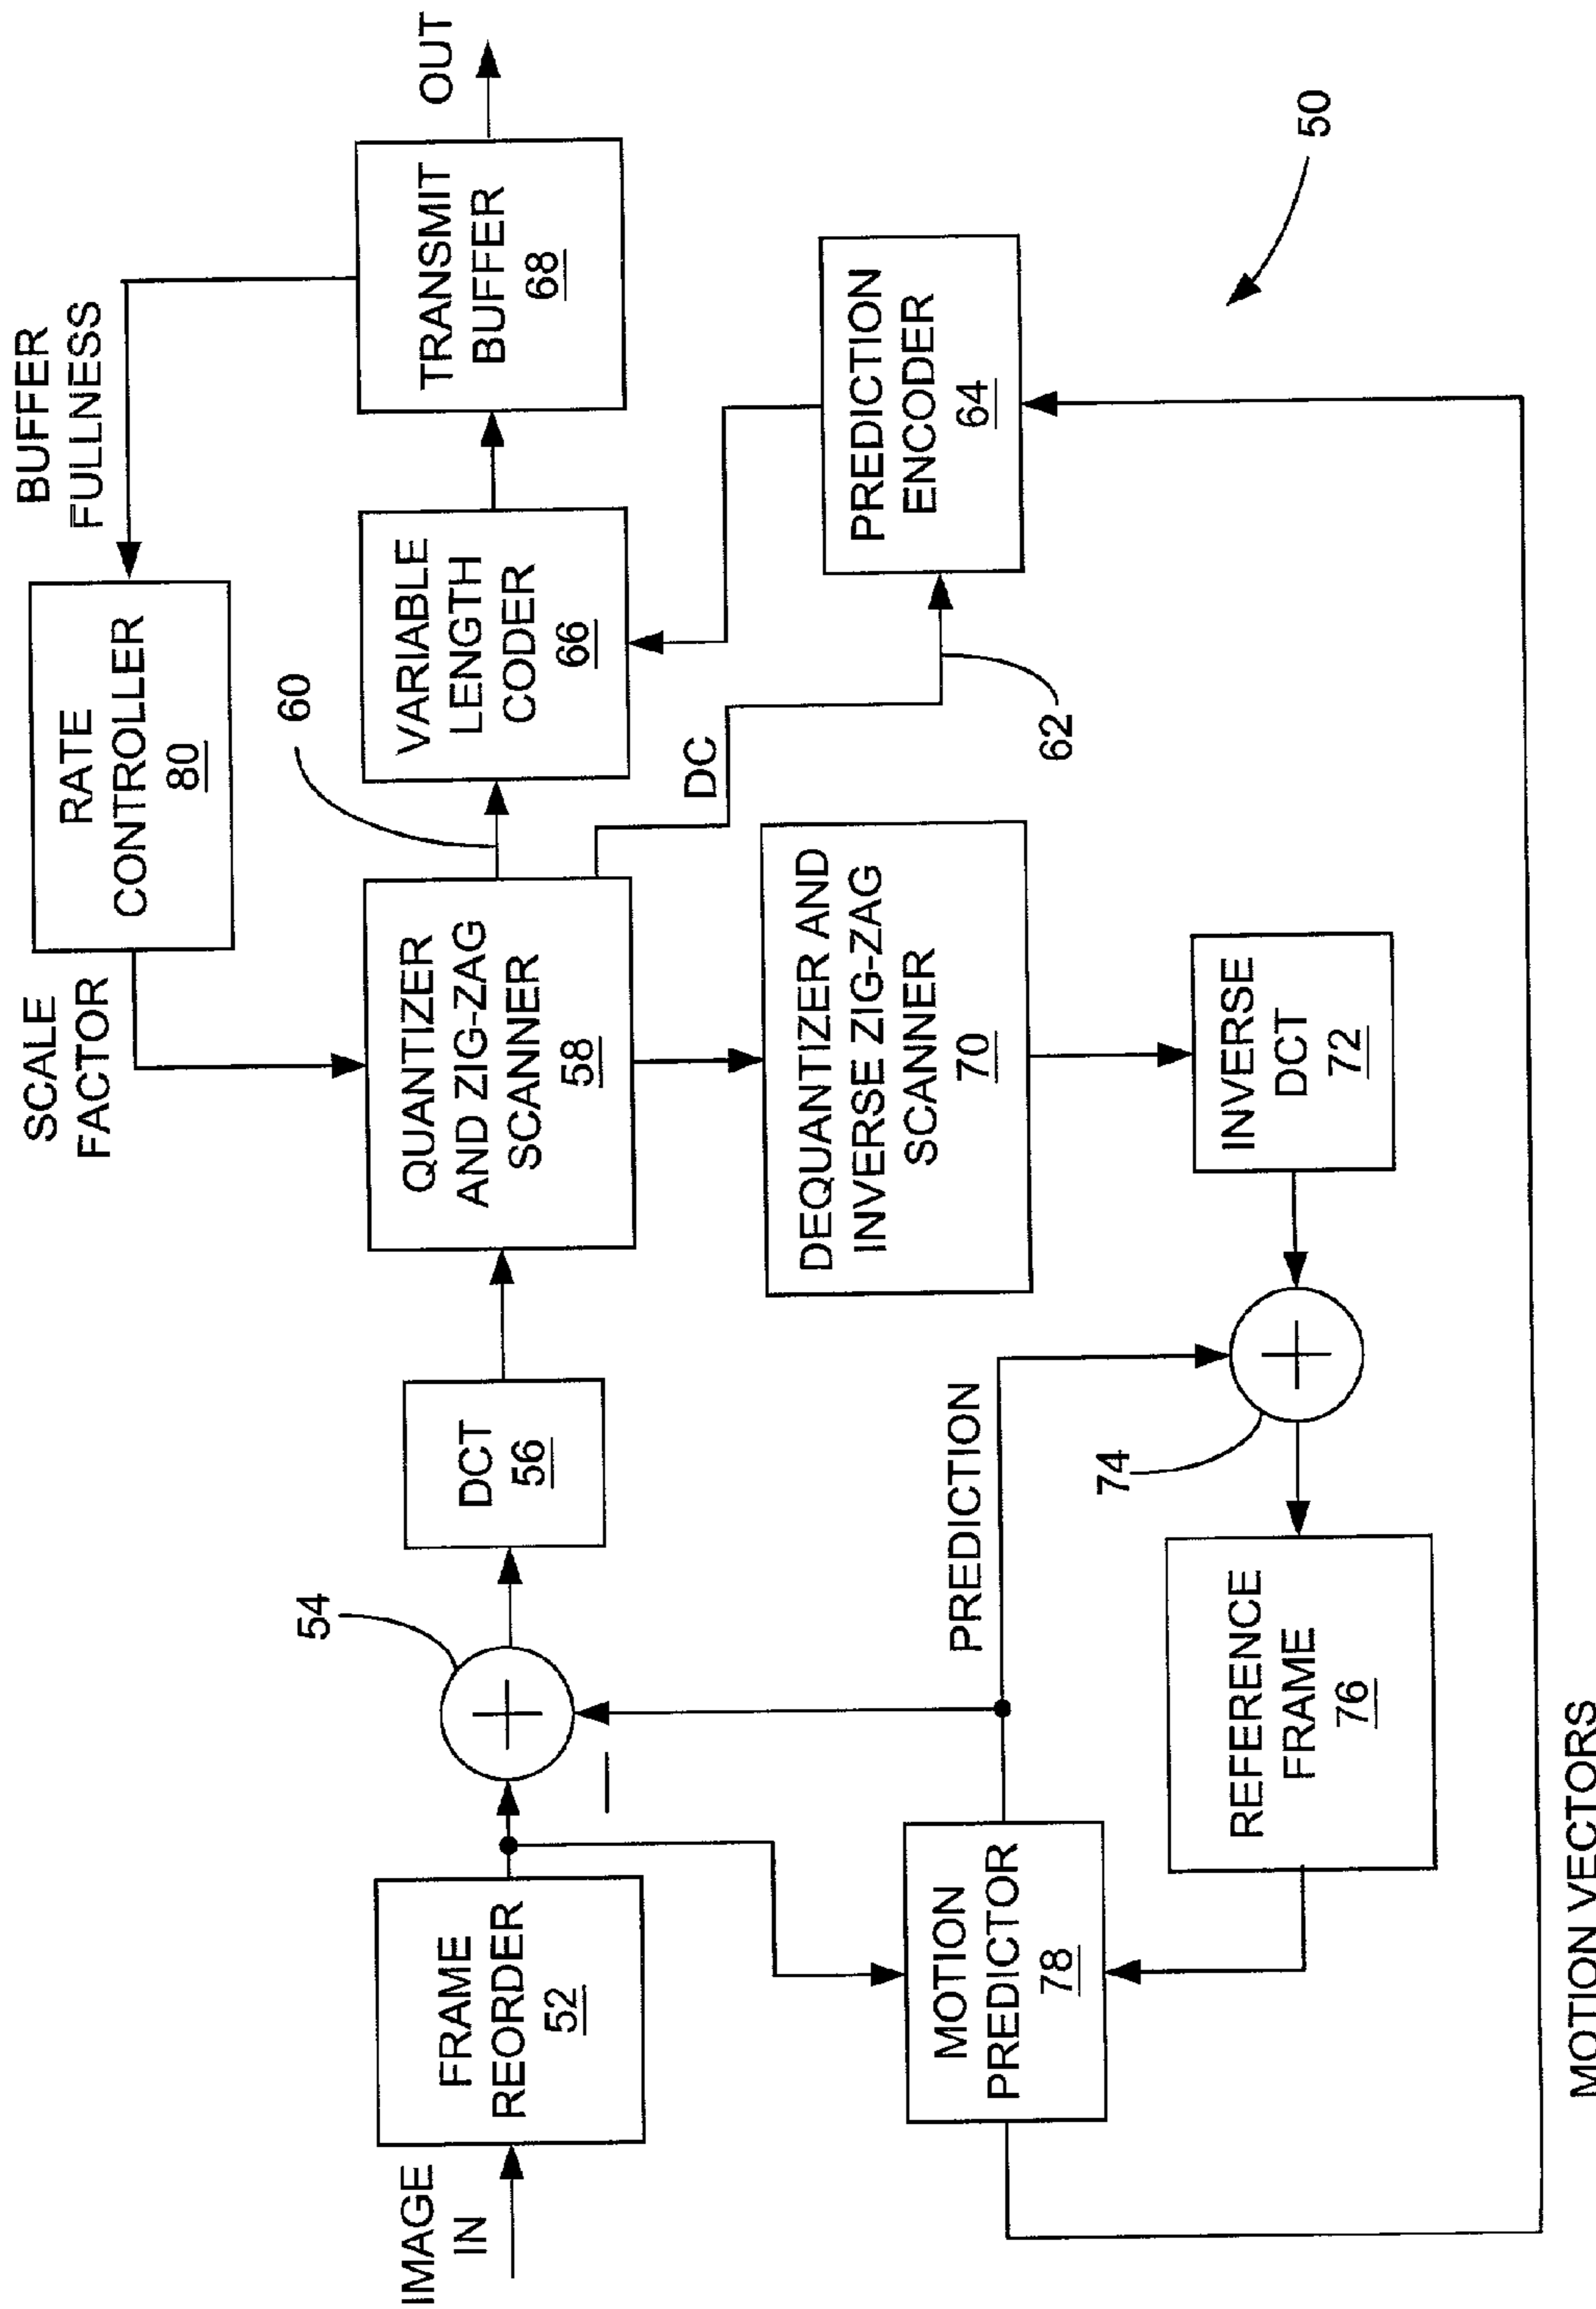 BUFFER
FULLNESS
SCALE
FACTOR
RATE
CONTROLLER
80
IMAGE
IN
FRAME
REORDER
52
54
DCT
56
QUANTIZER
AND ZIG-ZAG
SCANNER
58
60
VARIABLE
LENGTH
CODER
66
TRANSMIT
BUFFER
68
OUT
DC
62
PREDICTION
ENCODER
64
DEQUANTIZER AND
INVERSE ZIG-ZAG
SCANNER
70
MOTION
PREDICTOR
78
PREDICTION
74
INVERSE
DCT
72
REFERENCE
FRAME
76
50
MOTION VECTORS